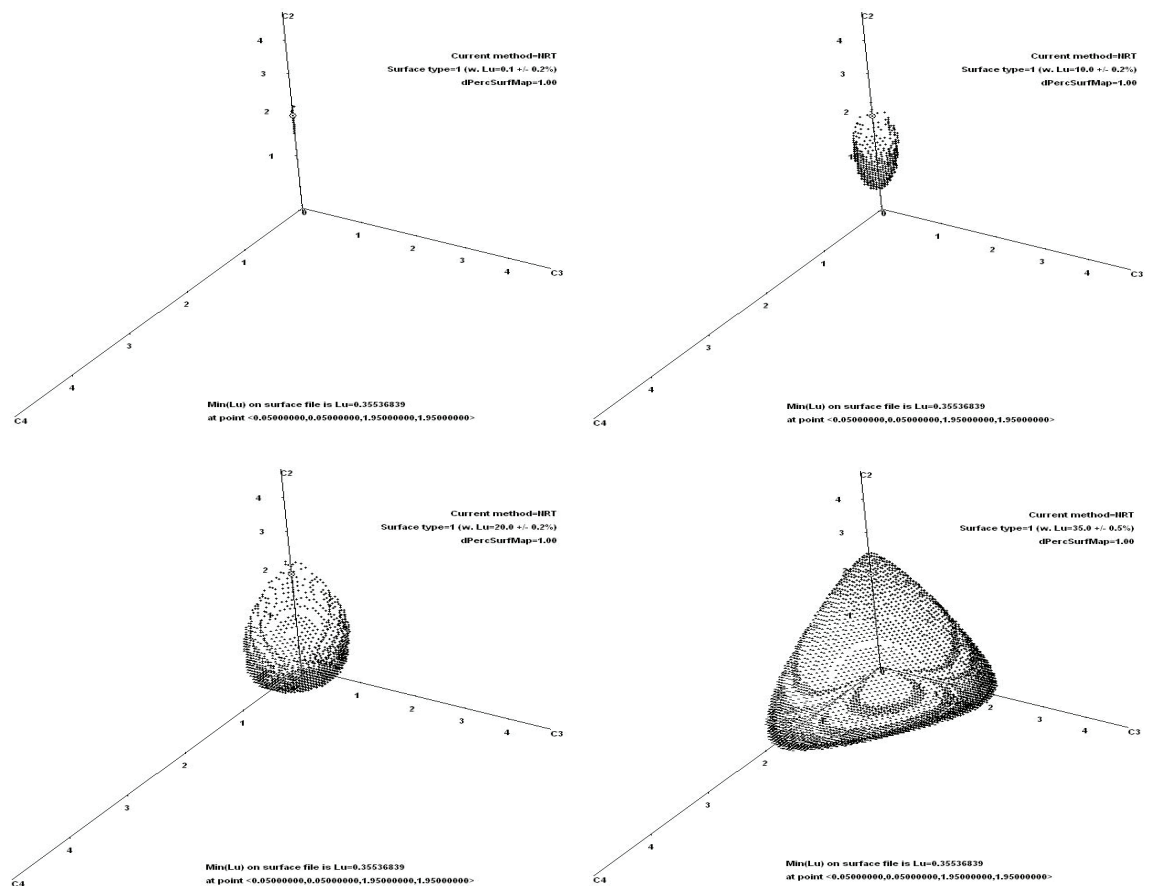 C2
4
Current method=NRT
3
Surface type=1 (w. Lu=0.1 +/- 0.2%)
dPercSurfMap=1.00
2
1
0
1
2
1
3
4
C3
2
3
4
Min(Lu) on surface file is Lu=0.35536839
C4
at point <0.05000000,0.05000000,1.95000000,1.95000000>
C2
4
Current method=NRT
3
Surface type=1 (w. Lu=10.0 +/- 0.2%)
dPercSurfMap=1.00
2
1
0
1
2
1
3
4
C3
2
3
4
Min(Lu) on surface file is Lu=0.35536839
C4
at point <0.05000000,0.05000000,1.95000000,1.95000000>
C2
4
Current method=NRT
3
Surface type=1 (w. Lu=20.0 +/- 0.2%)
dPercSurfMap=1.00
2
1
2
1
3
4
C3
2
3
4
Min(Lu) on surface file is Lu=0.35536839
C4
at point <0.05000000,0.05000000,1.95000000,1.95000000>
C2
4
Current method=NRT
3
Surface type=1 (w. Lu=35.0 +/- 0.5%)
dPercSurfMap=1.00
2
3
4
C3
2
3
4
Min(Lu) on surface file is Lu=0.35536839
C4
at point <0.05000000,0.05000000,1.95000000,1.95000000>